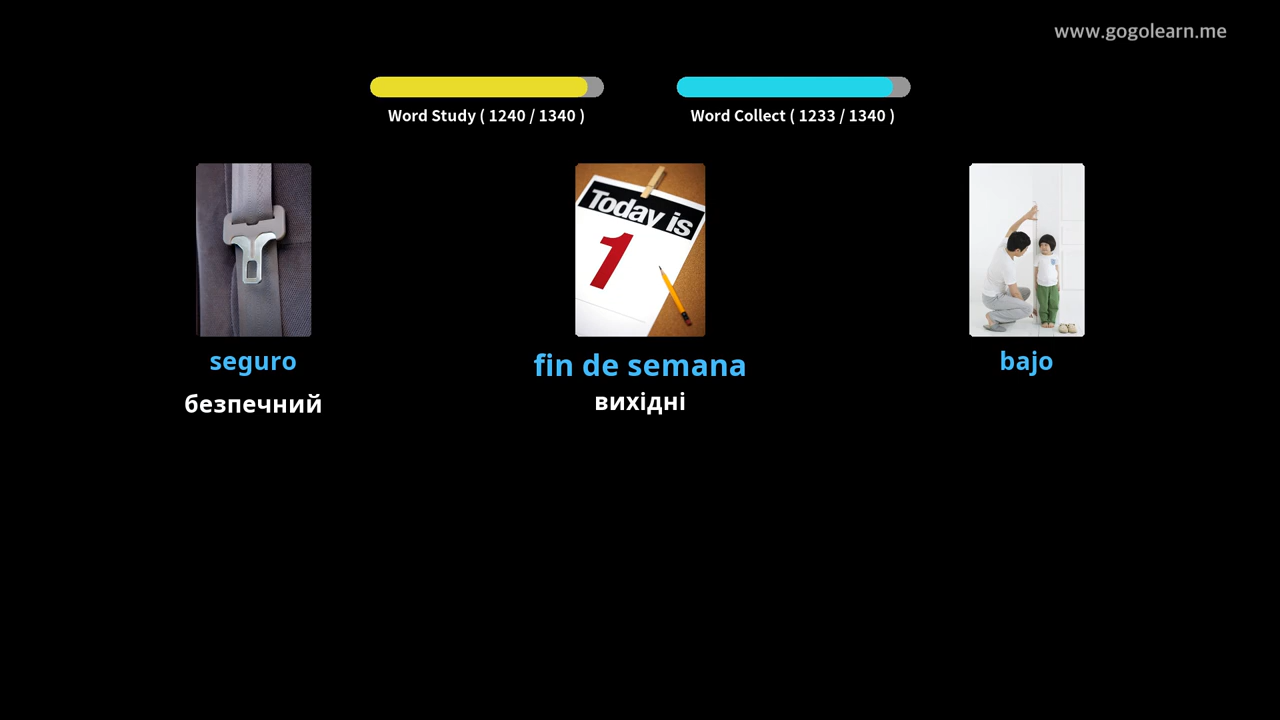 www.gogolearn.me
Word Study ( 1240 / 1340 )
Word Collect ( 1233 / 1340 )
Today is
1
seguro
fin de semana
bajo
безпечний
вихідні